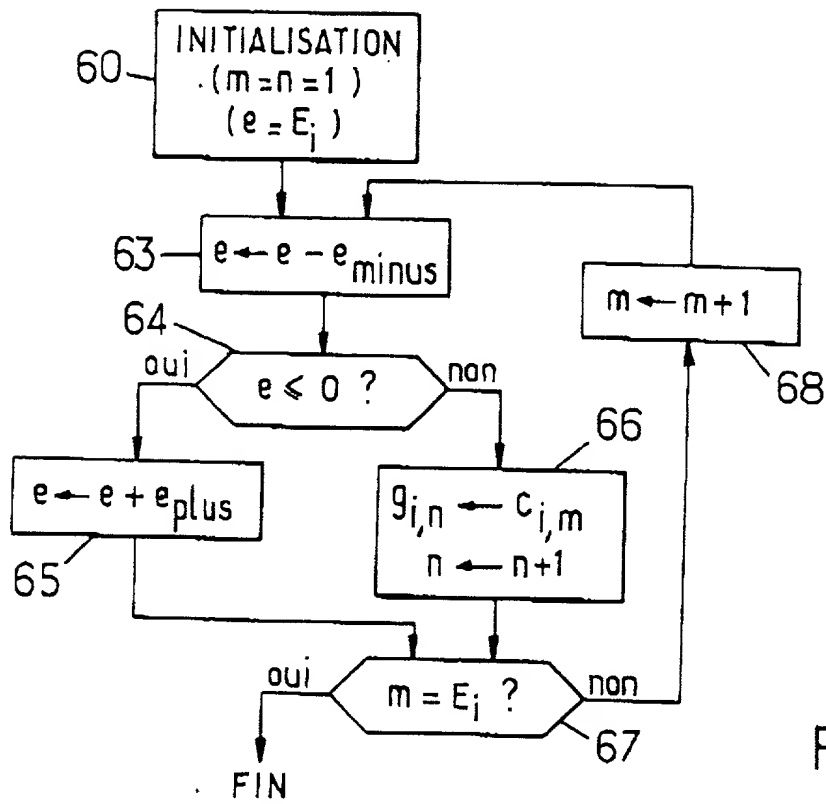 60
INITIALISATION
(m=n=1)
(e = E_i)
63
e ← e - e_minus
64
oui
e ≤ 0 ?
non
m ← m+1
68
65
e ← e + e_plus
66
g_i,n ← c_i,m
n ← n+1
oui
m = E_i ?
non
67
FIN